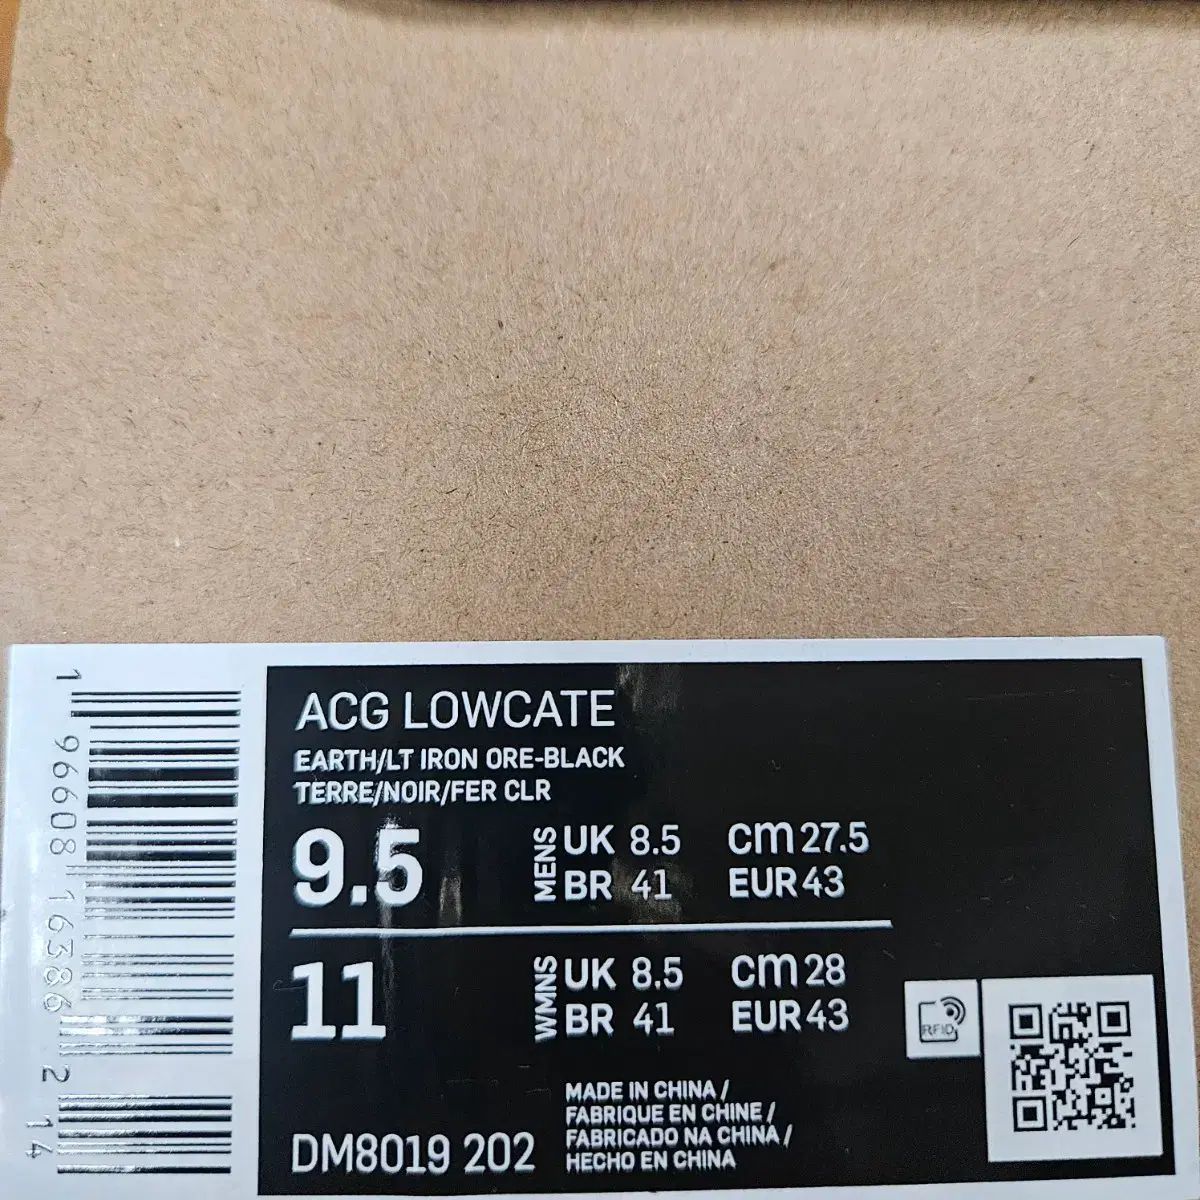 ACG LOWCATE
EARTH/LT IRON ORE-BLACK
TERRE/NOIR/FER CLR
9.5
MENS
UK 8.5 cm 27.5
BR 41 EUR 43
11
WMNS
UK 8.5 cm 28
BR 41 EUR 43
RFID
MADE IN CHINA /
FABRIQUE EN CHINE /
FABRICADO NA CHINA /
HECHO EN CHINA
DM8019 202
1 96608 16386 2 14